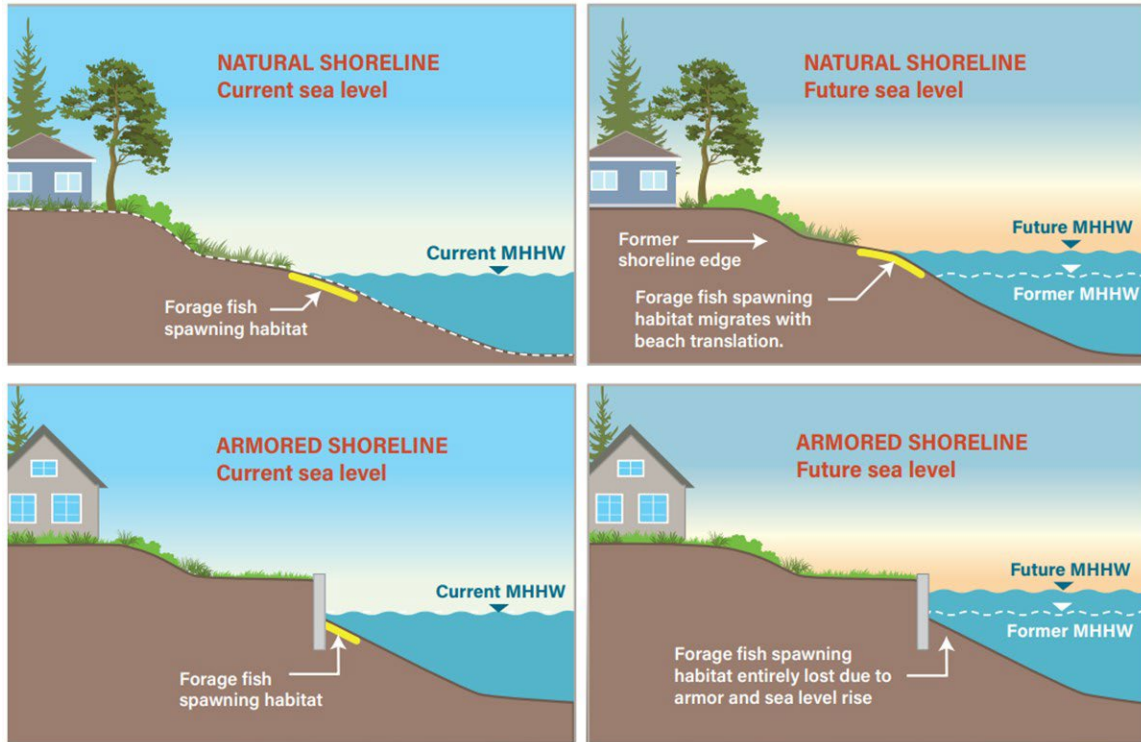 NATURAL SHORELINE
Current sea level
Current MHHW
Forage fish
spawning habitat
NATURAL SHORELINE
Future sea level
Former
shoreline edge
Future MHHW
Former MHHW
Forage fish spawning
habitat migrates with
beach translation.
ARMORED SHORELINE
Current sea level
Current MHHW
Forage fish
spawning habitat
ARMORED SHORELINE
Future sea level
Future MHHW
Former MHHW
Forage fish spawning
habitat entirely lost due to
armor and sea level rise